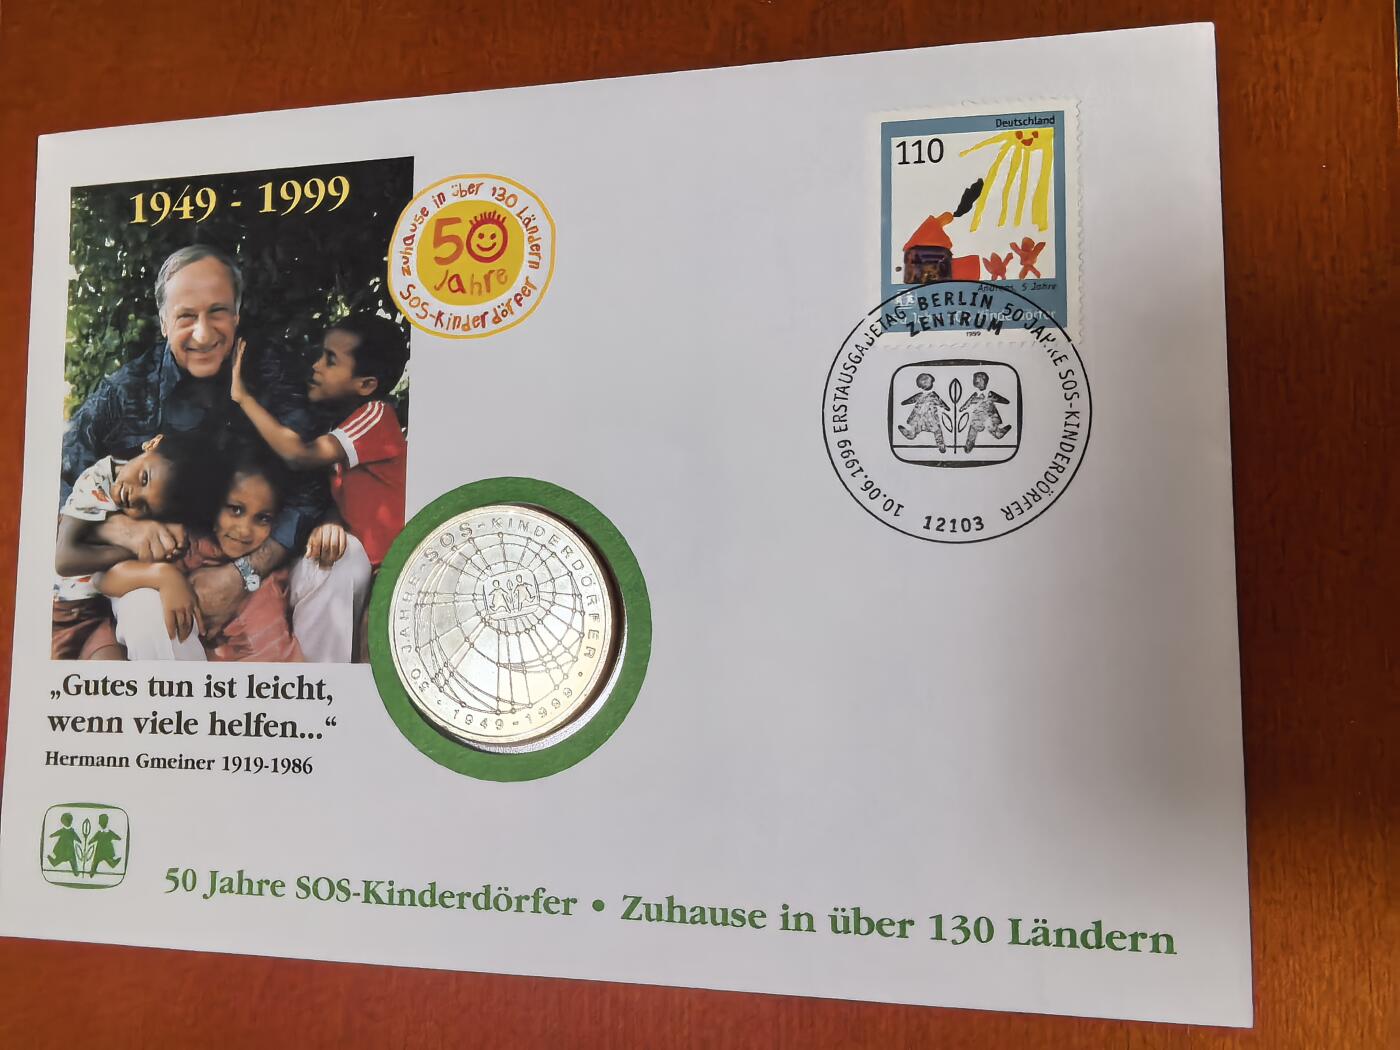 1949 - 1999
zuhause in über 130 Ländern
50
Jahre
SOS-Kinderdörfer
Deutschland
110
Andreas, 5 Jahre
1999
BERLIN
ZENTRUM
10.06.1999 ERSTAUSGABETAG
50 JAHRE SOS-KINDERDÖRFER
12103
50 JAHRE SOS-KINDERDÖRFER
1949-1999
„Gutes tun ist leicht,
wenn viele helfen...“
Hermann Gmeiner 1919-1986
50 Jahre SOS-Kinderdörfer • Zuhause in über 130 Ländern